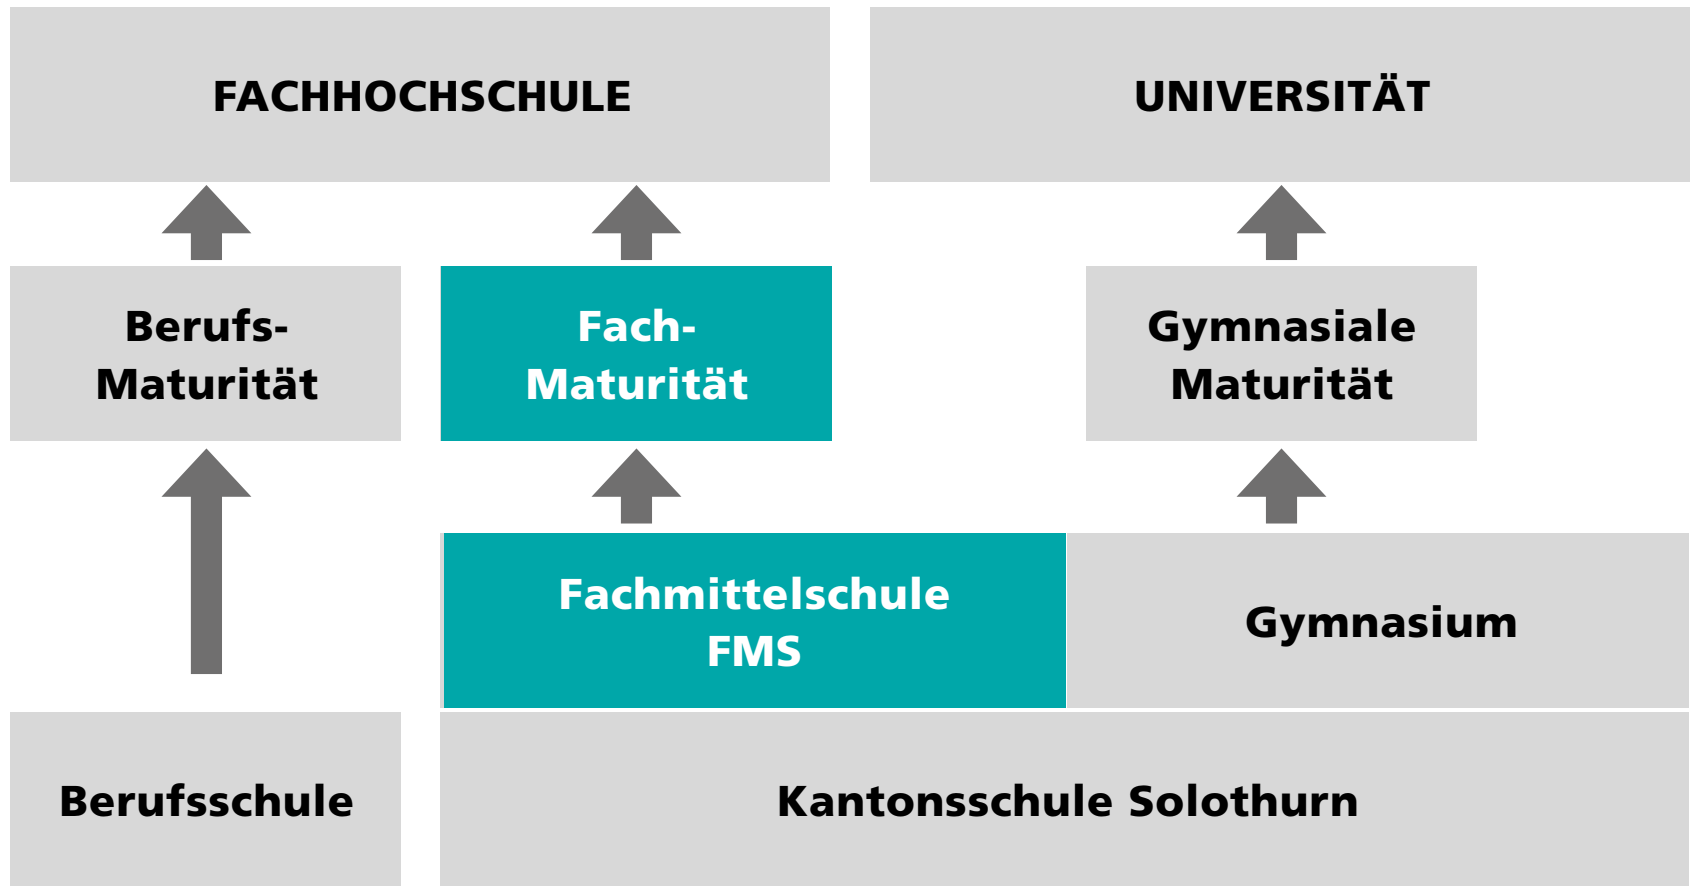 FACHHOCHSCHULE
UNIVERSITÄT
Berufs-
Maturität
Fach-
Maturität
Gymnasiale
Maturität
Fachmittelschule
FMS
Gymnasium
Berufsschule
Kantonsschule Solothurn